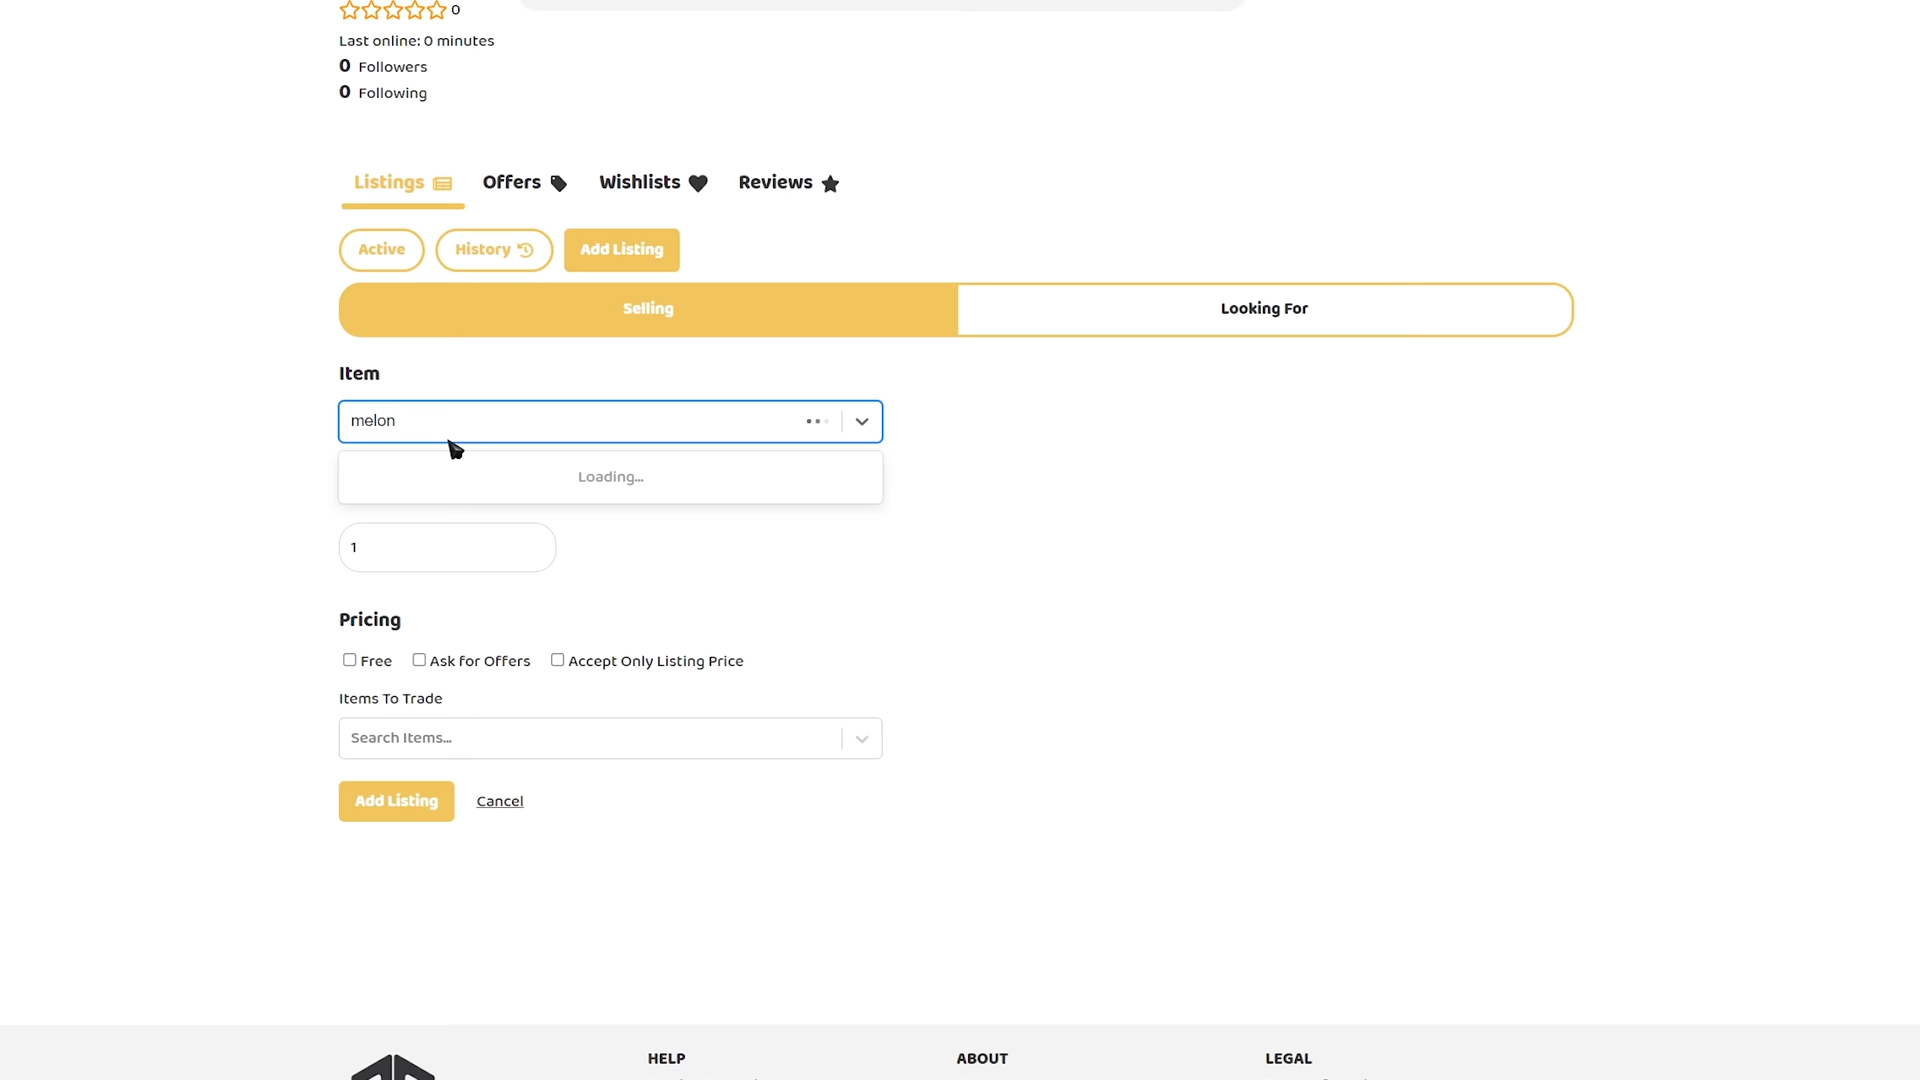 0
Last online: 0 minutes
0 Followers
0 Following
Listings Offers Wishlists Reviews
Active History Add Listing
Selling Looking For
Item
melon
Loading...
1
Pricing
Free Ask for Offers Accept Only Listing Price
Items To Trade
Search Items...
Add Listing Cancel
HELP ABOUT LEGAL